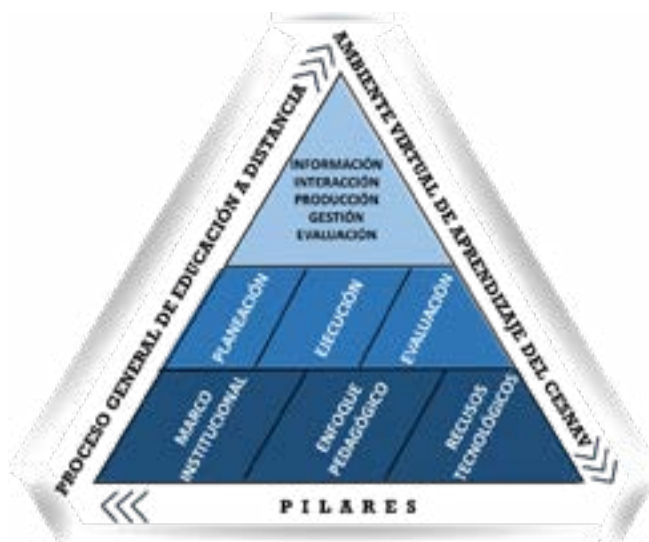 PROCESO GENERAL DE EDUCACIÓN A DISTANCIA
AMBIENTE VIRTUAL DE APRENDIZAJE DEL CESNAV
INFORMACIÓN
INTERACCIÓN
PRODUCCIÓN
GESTIÓN
EVALUACIÓN
PLANEACIÓN
EJECUCIÓN
EVALUACIÓN
MARCO
INSTITUCIONAL
ENFOQUE
PEDAGÓGICO
RECUSOS
TECNOLÓGICOS
PILARES